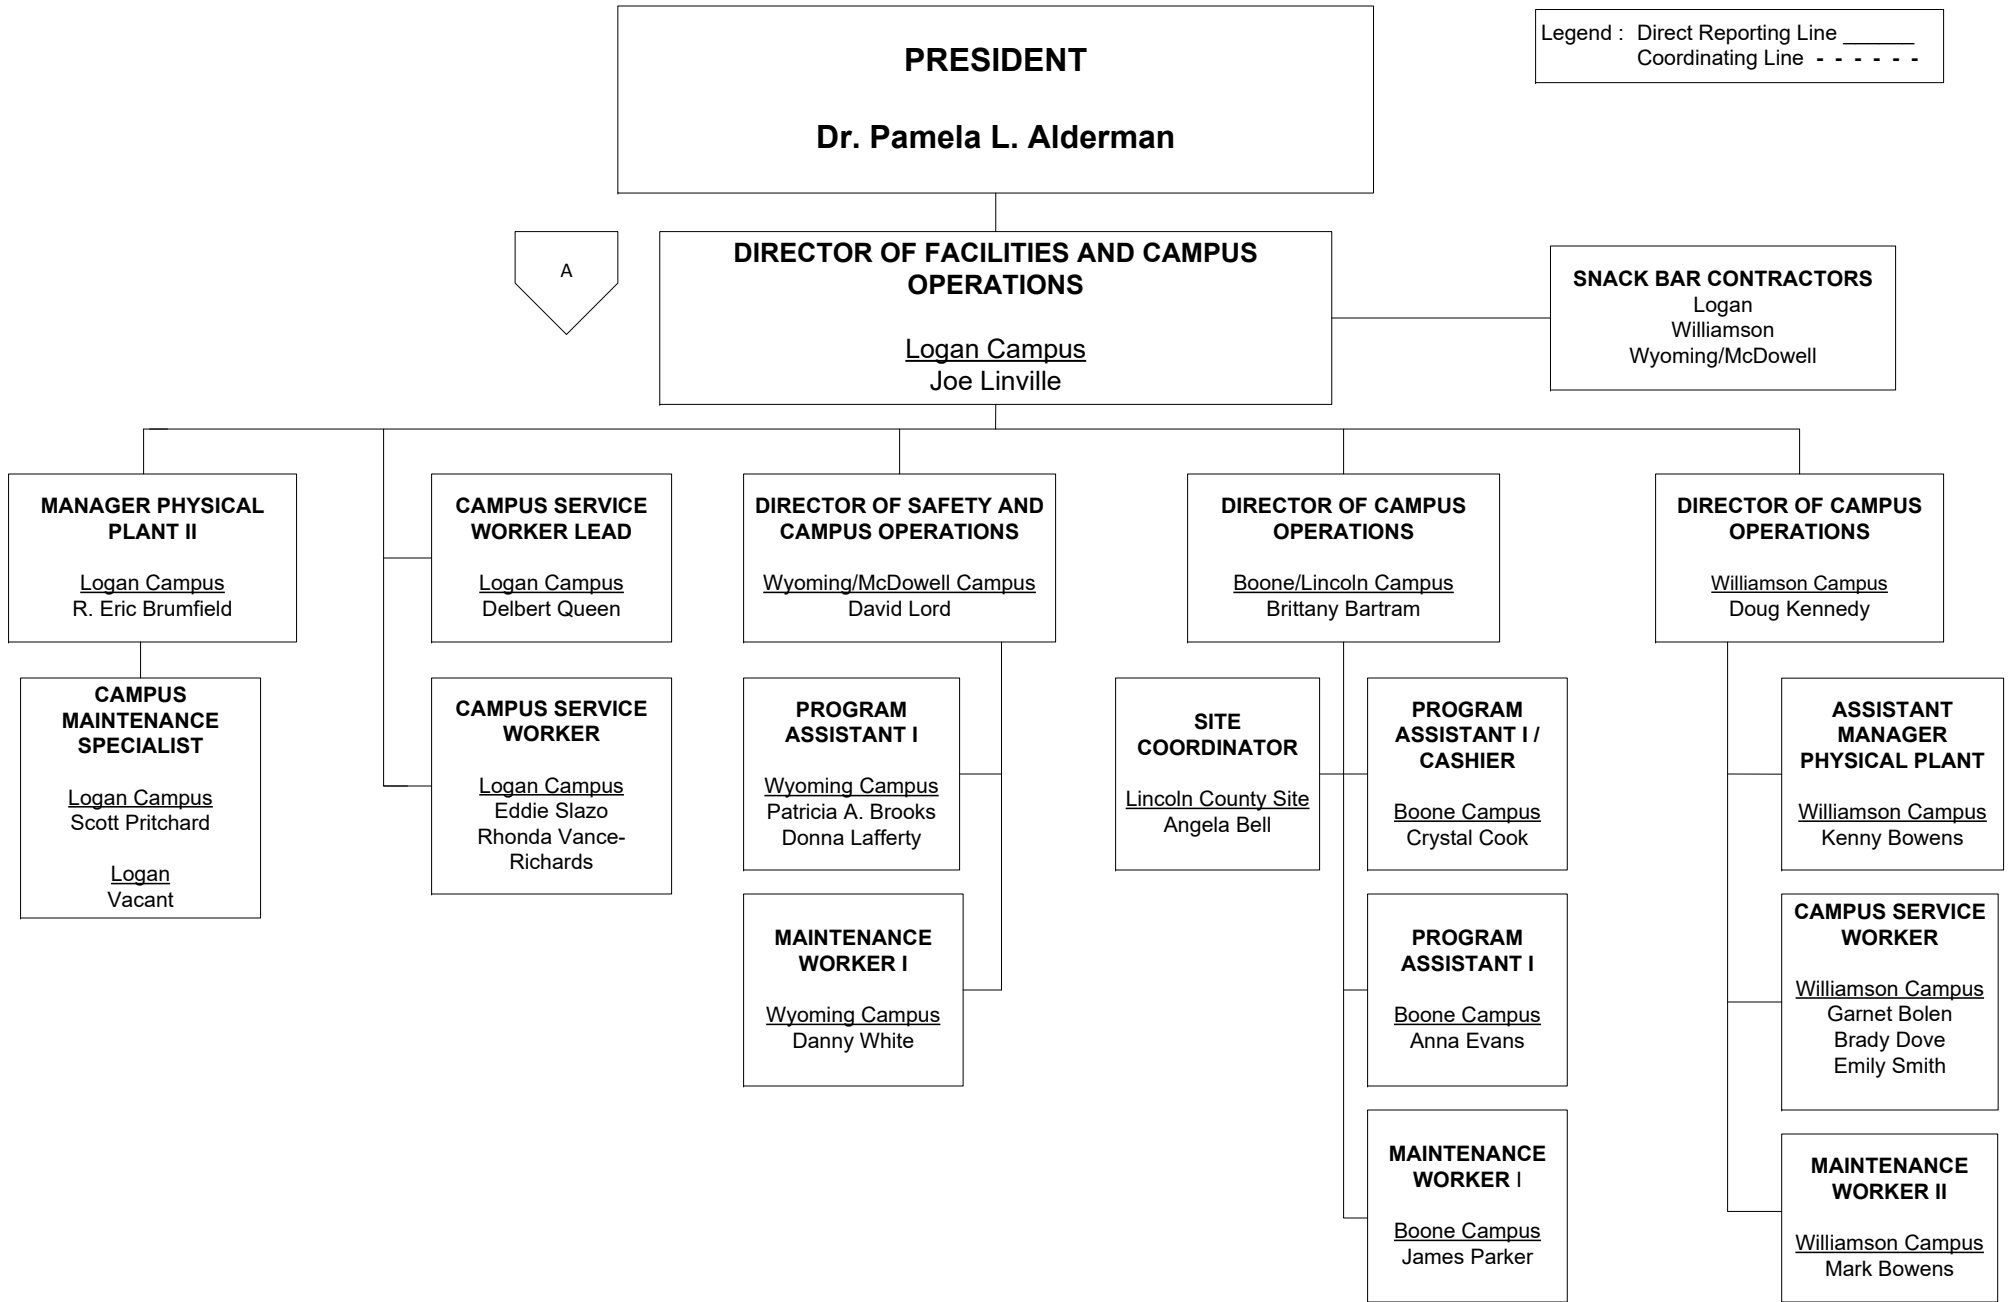 PRESIDENT
Dr. Pamela L. Alderman
Legend : Direct Reporting Line ______
Coordinating Line - - - - - -
A
DIRECTOR OF FACILITIES AND CAMPUS
OPERATIONS
Logan Campus
Joe Linville
SNACK BAR CONTRACTORS
Logan
Williamson
Wyoming/McDowell
MANAGER PHYSICAL
PLANT II
Logan Campus
R. Eric Brumfield
CAMPUS SERVICE
WORKER LEAD
Logan Campus
Delbert Queen
DIRECTOR OF SAFETY AND
CAMPUS OPERATIONS
Wyoming/McDowell Campus
David Lord
DIRECTOR OF CAMPUS
OPERATIONS
Boone/Lincoln Campus
Brittany Bartram
DIRECTOR OF CAMPUS
OPERATIONS
Williamson Campus
Doug Kennedy
CAMPUS
MAINTENANCE
SPECIALIST
Logan Campus
Scott Pritchard
Logan
Vacant
CAMPUS SERVICE
WORKER
Logan Campus
Eddie Slazo
Rhonda Vance-
Richards
PROGRAM
ASSISTANT I
Wyoming Campus
Patricia A. Brooks
Donna Lafferty
SITE
COORDINATOR
Lincoln County Site
Angela Bell
PROGRAM
ASSISTANT I /
CASHIER
Boone Campus
Crystal Cook
ASSISTANT
MANAGER
PHYSICAL PLANT
Williamson Campus
Kenny Bowens
MAINTENANCE
WORKER I
Wyoming Campus
Danny White
PROGRAM
ASSISTANT I
Boone Campus
Anna Evans
CAMPUS SERVICE
WORKER
Williamson Campus
Garnet Bolen
Brady Dove
Emily Smith
MAINTENANCE
WORKER I
Boone Campus
James Parker
MAINTENANCE
WORKER II
Williamson Campus
Mark Bowens